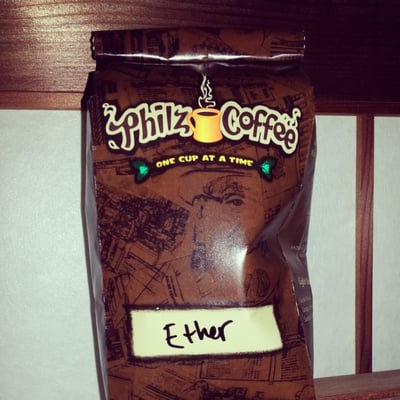 Philz Coffee
ONE CUP AT A TIME
Ether